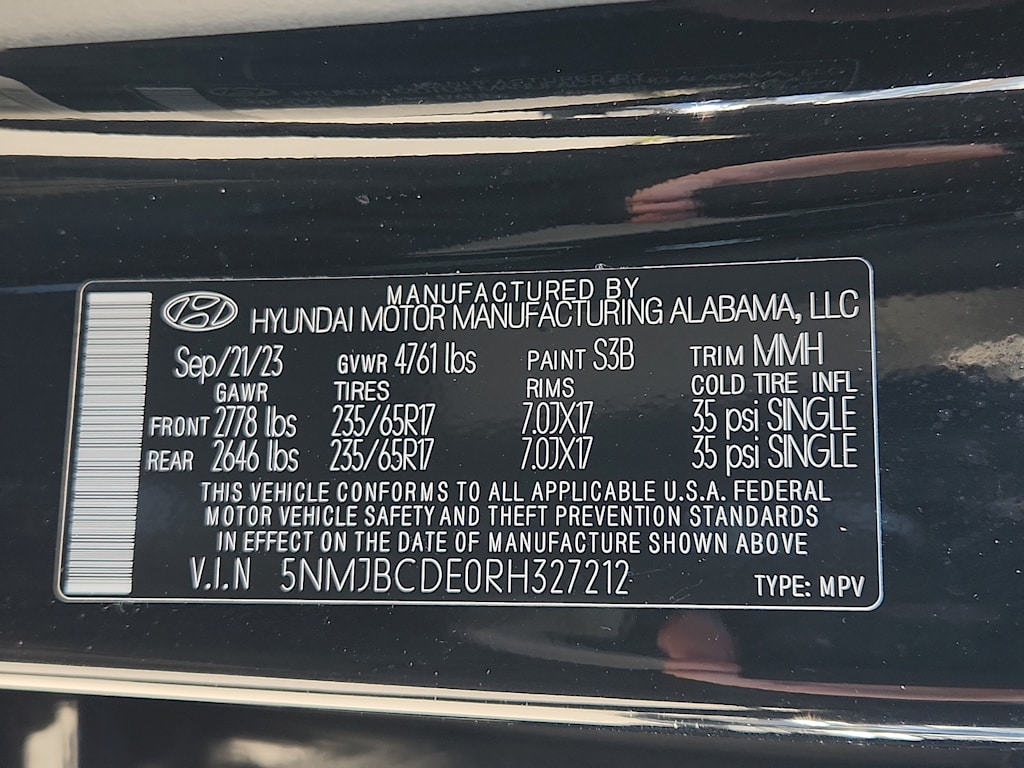 MANUFACTURED BY
HYUNDAI MOTOR MANUFACTURING ALABAMA, LLC
Sep/21/23 GVWR 4761 lbs PAINT S3B TRIM MMH
GAWR TIRES RIMS COLD TIRE INFL
FRONT 2778 lbs 235/65R17 7.0JX17 35 psi SINGLE
REAR 2646 lbs 235/65R17 7.0JX17 35 psi SINGLE
THIS VEHICLE CONFORMS TO ALL APPLICABLE U.S.A. FEDERAL
MOTOR VEHICLE SAFETY AND THEFT PREVENTION STANDARDS
IN EFFECT ON THE DATE OF MANUFACTURE SHOWN ABOVE
V.I.N 5NMJBCDE0RH327212 TYPE: MPV